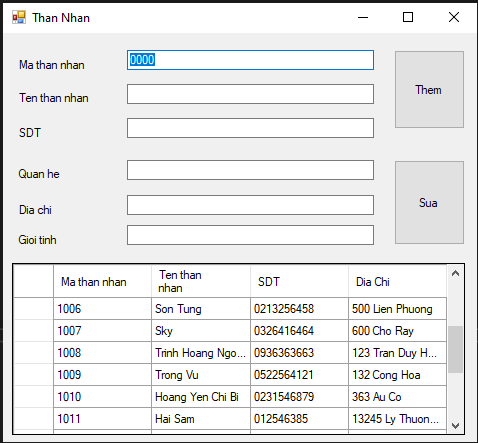 Than Nhan
Ma than nhan 0000
Them
Ten than nhan
SDT
Quan he
Sua
Dia chi
Gioi tinh
Ma than nhan Ten than nhan SDT Dia Chi
1006 Son Tung 0213256458 500 Lien Phuong
1007 Sky 0326416464 600 Cho Ray
1008 Trinh Hoang Ngo... 0936363663 123 Tran Duy H...
1009 Trong Vu 0522564121 132 Cong Hoa
1010 Hoang Yen Chi Bi 0231546879 363 Au Co
1011 Hai Sam 012546385 13245 Ly Thuon...